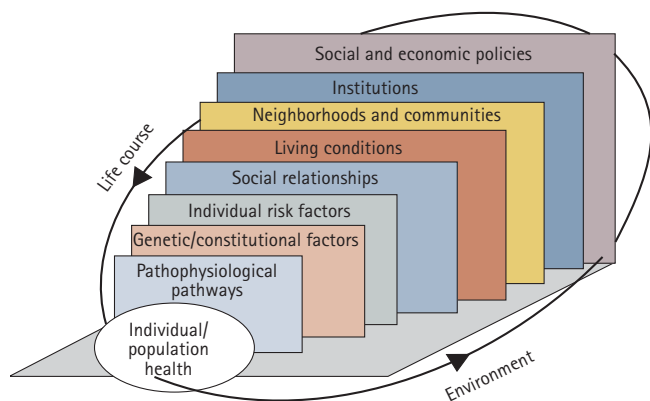 Social and economic policies
Institutions
Neighborhoods and communities
Living conditions
Social relationships
Individual risk factors
Genetic/constitutional factors
Pathophysiological
pathways
Individual/
population
health
Life course
Environment